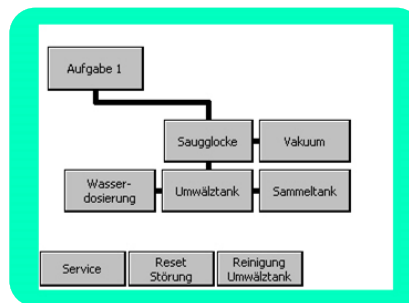 Aufgabe 1
Saugglocke
Vakuum
Wasser-
dosierung
Umwälztank
Sammeltank
Service
Reset
Störung
Reinigung
Umwälztank